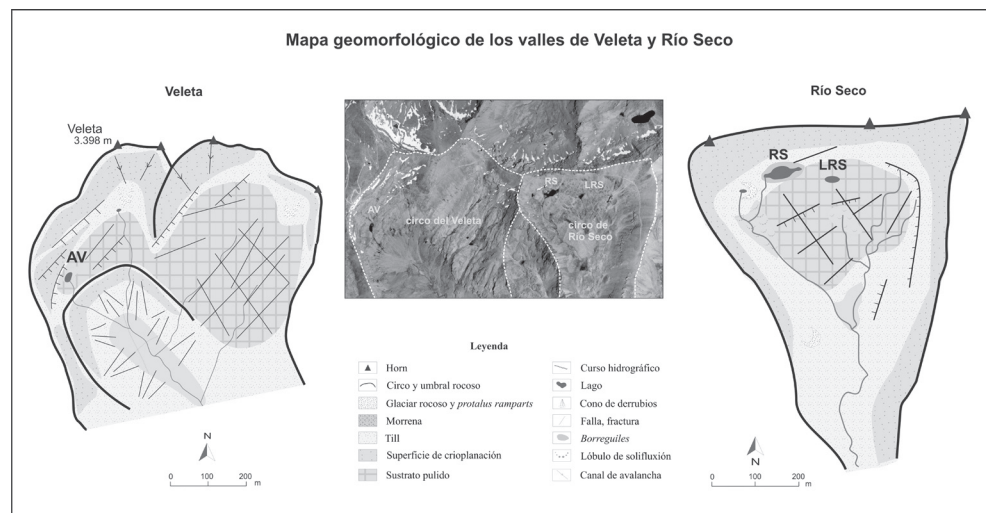 Mapa geomorfológico de los valles de Veleta y Río Seco
Veleta
Veleta
3.398 m
AV
N
0 100 200
m
AV
circo del Veleta
RS
LRS
circo de
Río Seco
Río Seco
RS
LRS
N
0 100 200
m
Leyenda
Horn
Circo y umbral rocoso
Glaciar rocoso y protalus ramparts
Morrena
Till
Superficie de crioplanación
Sustrato pulido
Curso hidrográfico
Lago
Cono de derrubios
Falla, fractura
Borreguiles
Lóbulo de solifluxión
Canal de avalancha